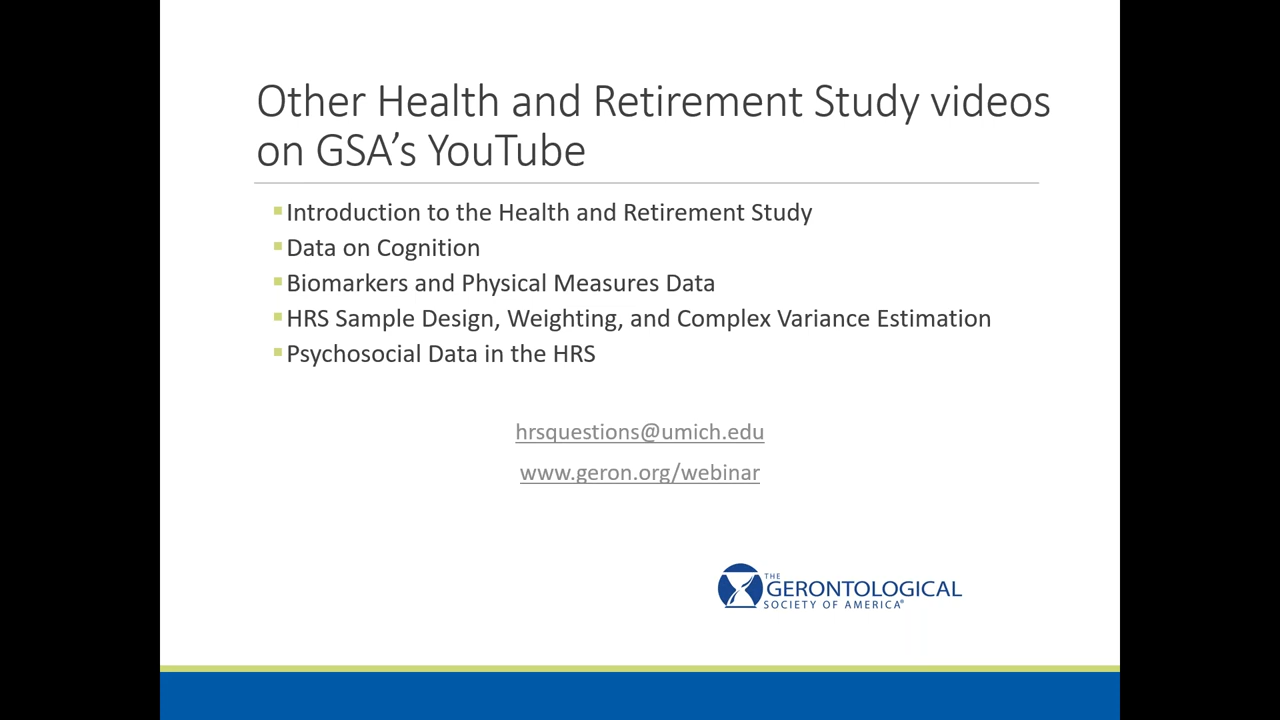 Other Health and Retirement Study videos
on GSA’s YouTube
Introduction to the Health and Retirement Study
Data on Cognition
Biomarkers and Physical Measures Data
HRS Sample Design, Weighting, and Complex Variance Estimation
Psychosocial Data in the HRS
hrsquestions@umich.edu
www.geron.org/webinar
THE
GERONTOLOGICAL
SOCIETY OF AMERICA®